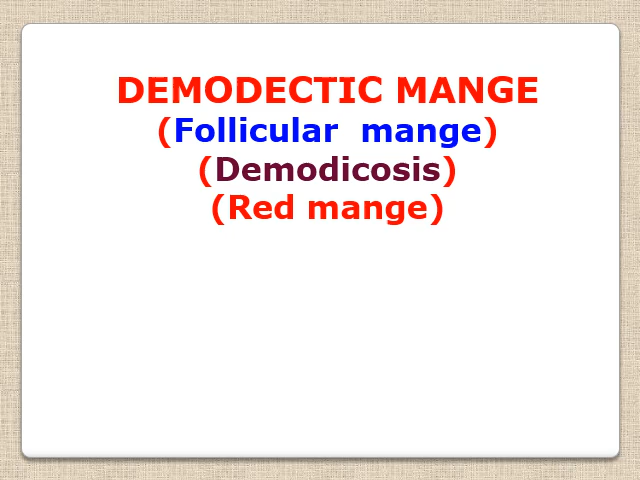 DEMODECTIC MANGE
(Follicular  mange)
(Demodicosis)
(Red mange)